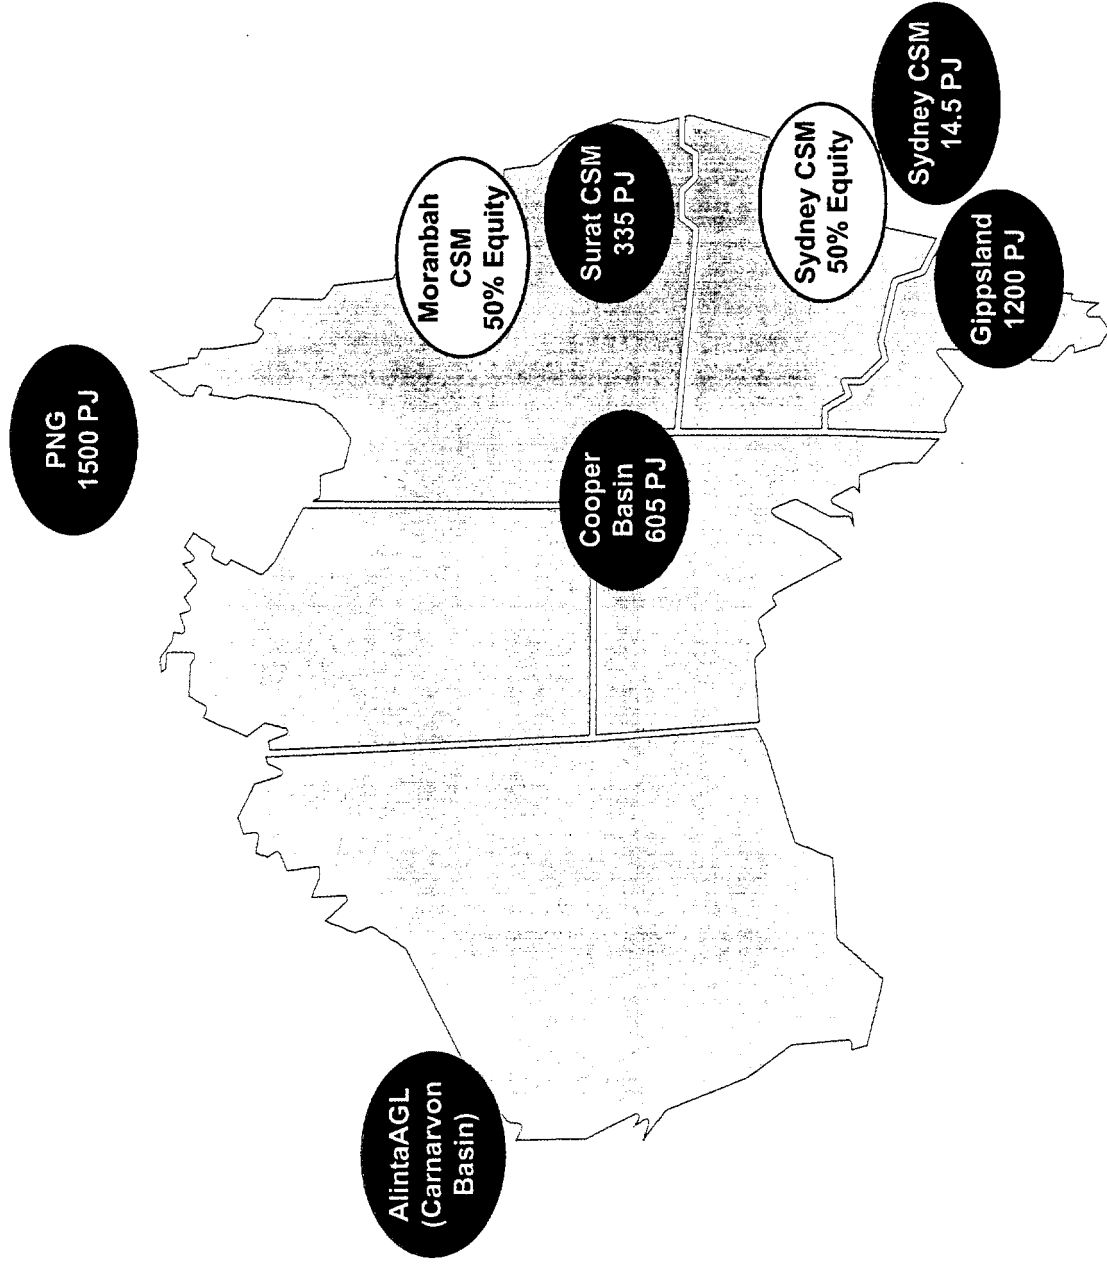 PNG
1500 PJ
Moranbah
CSM
50% Equity
Surat CSM
335 PJ
Sydney CSM
50% Equity
Sydney CSM
14.5 PJ
Gippsland
1200 PJ
Cooper
Basin
605 PJ
AlintaAGL
(Carnarvon
Basin)